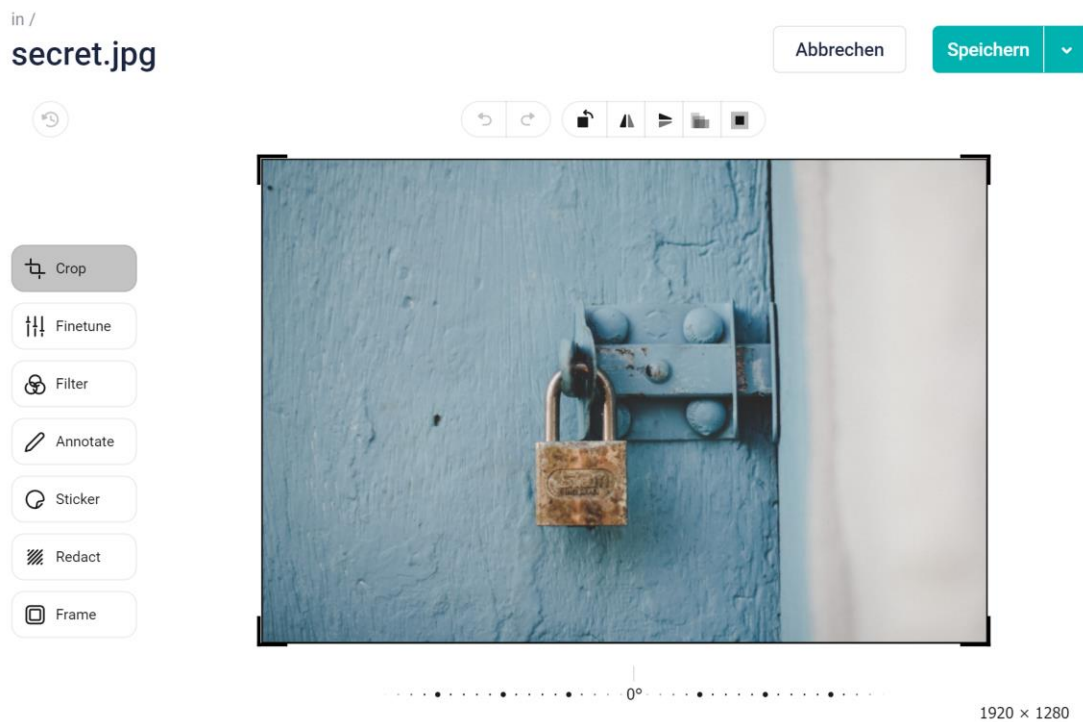 in /
secret.jpg
Abbrechen
Speichern
Crop
Finetune
Filter
Annotate
Sticker
Redact
Frame
0°
1920 × 1280